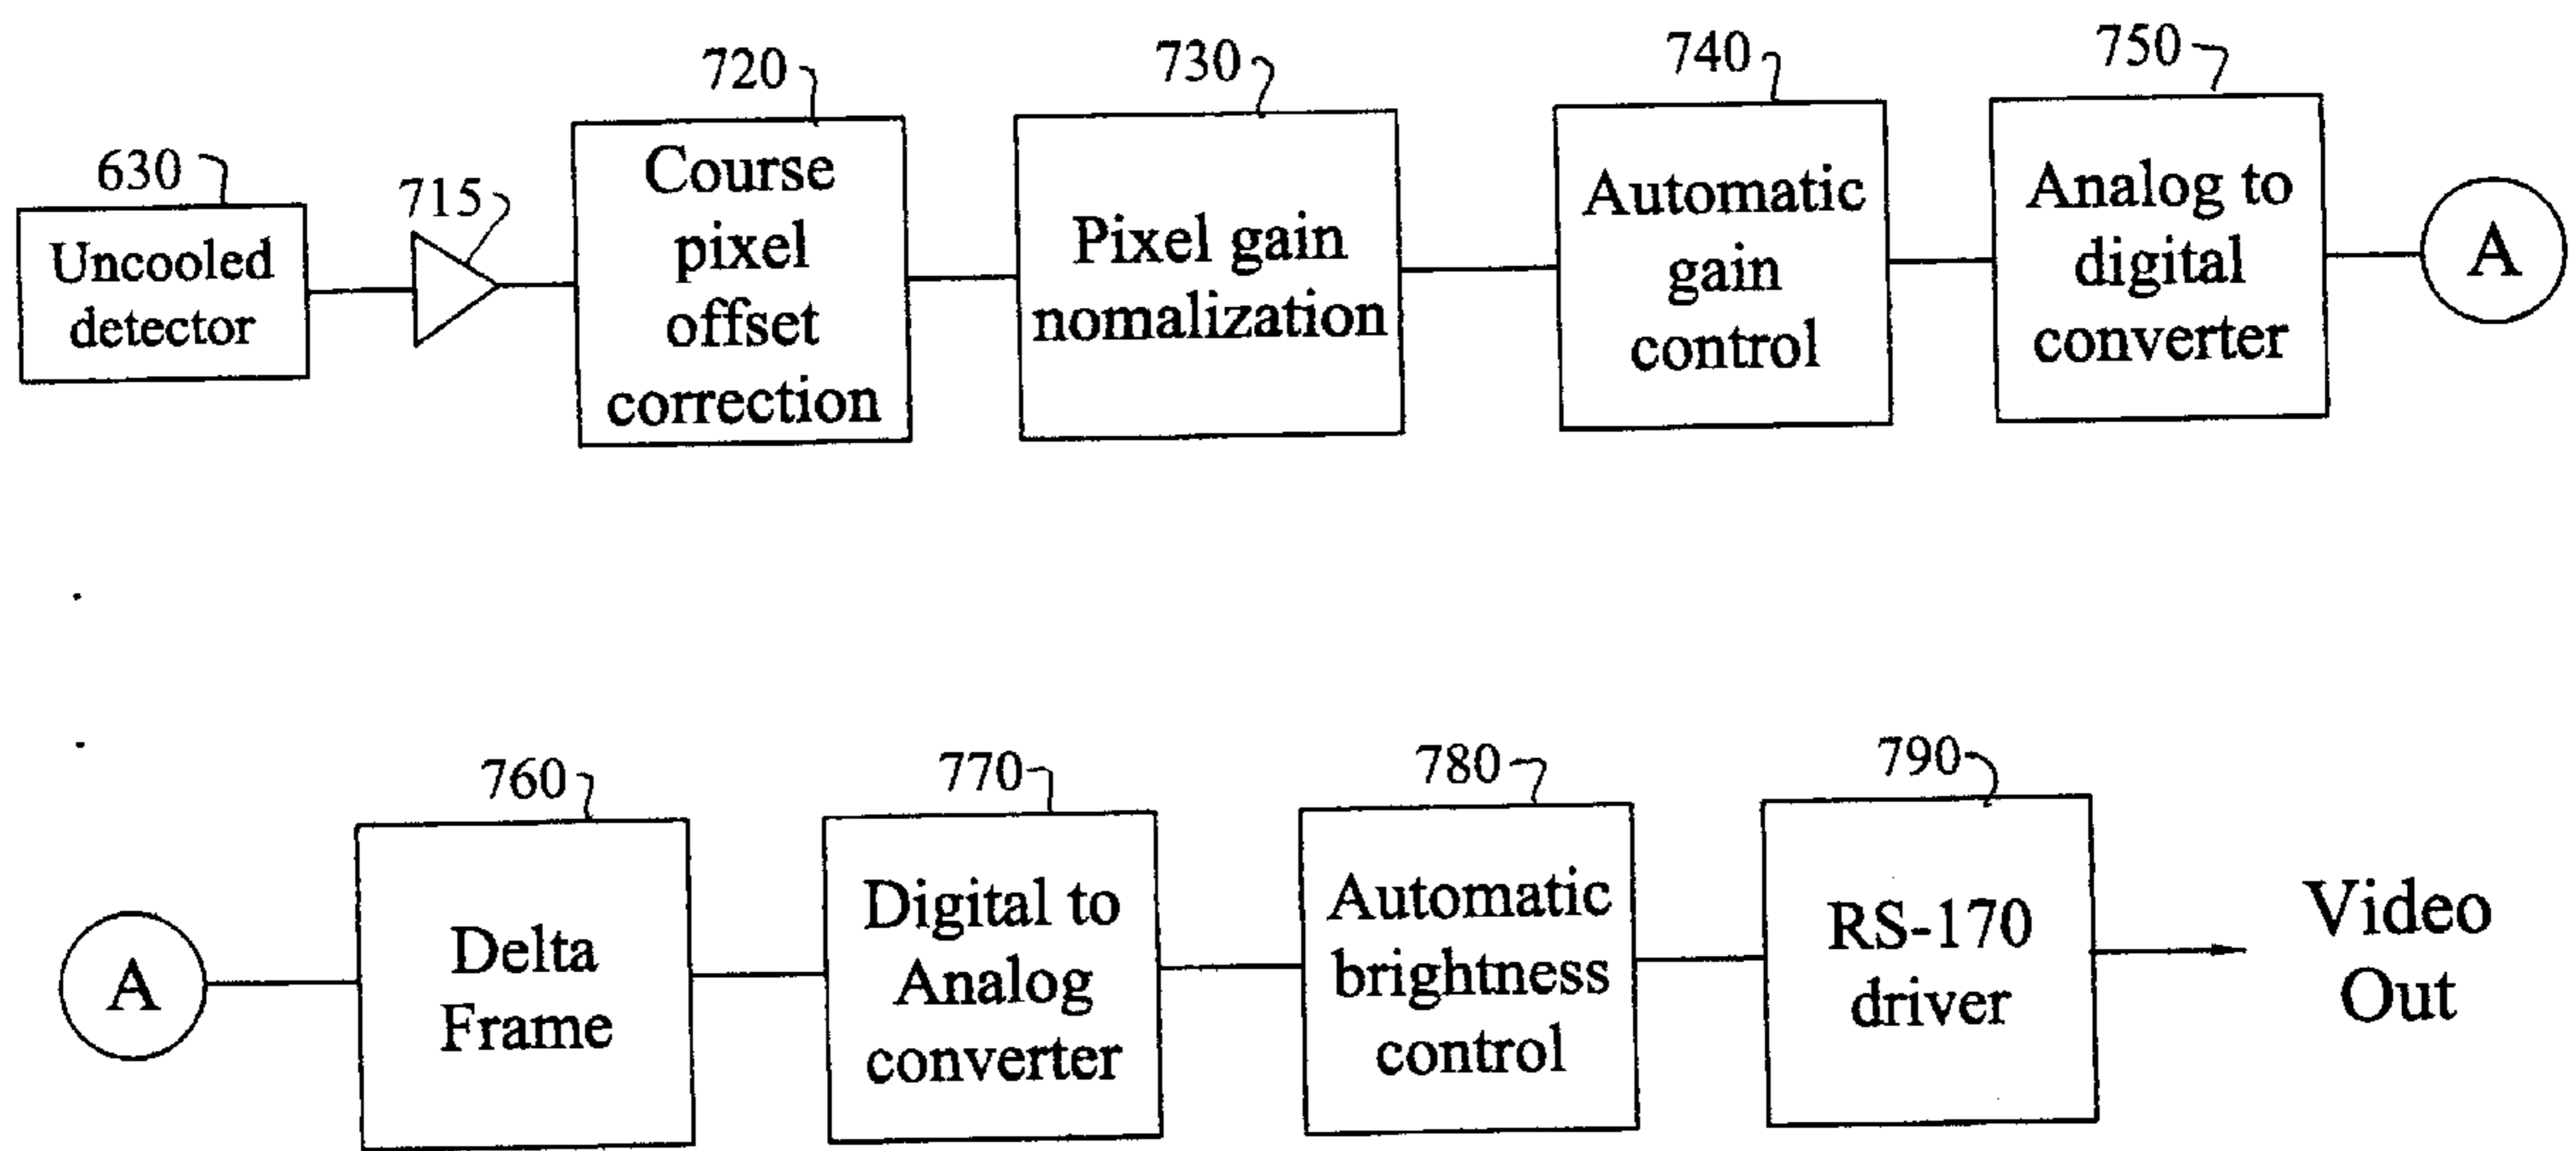 630
Uncooled
detector
715
720
Course
pixel
offset
correction
730
Pixel gain
nomalization
740
Automatic
gain
control
750
Analog to
digital
converter
A
A
760
Delta
Frame
770
Digital to
Analog
converter
780
Automatic
brightness
control
790
RS-170
driver
Video
Out